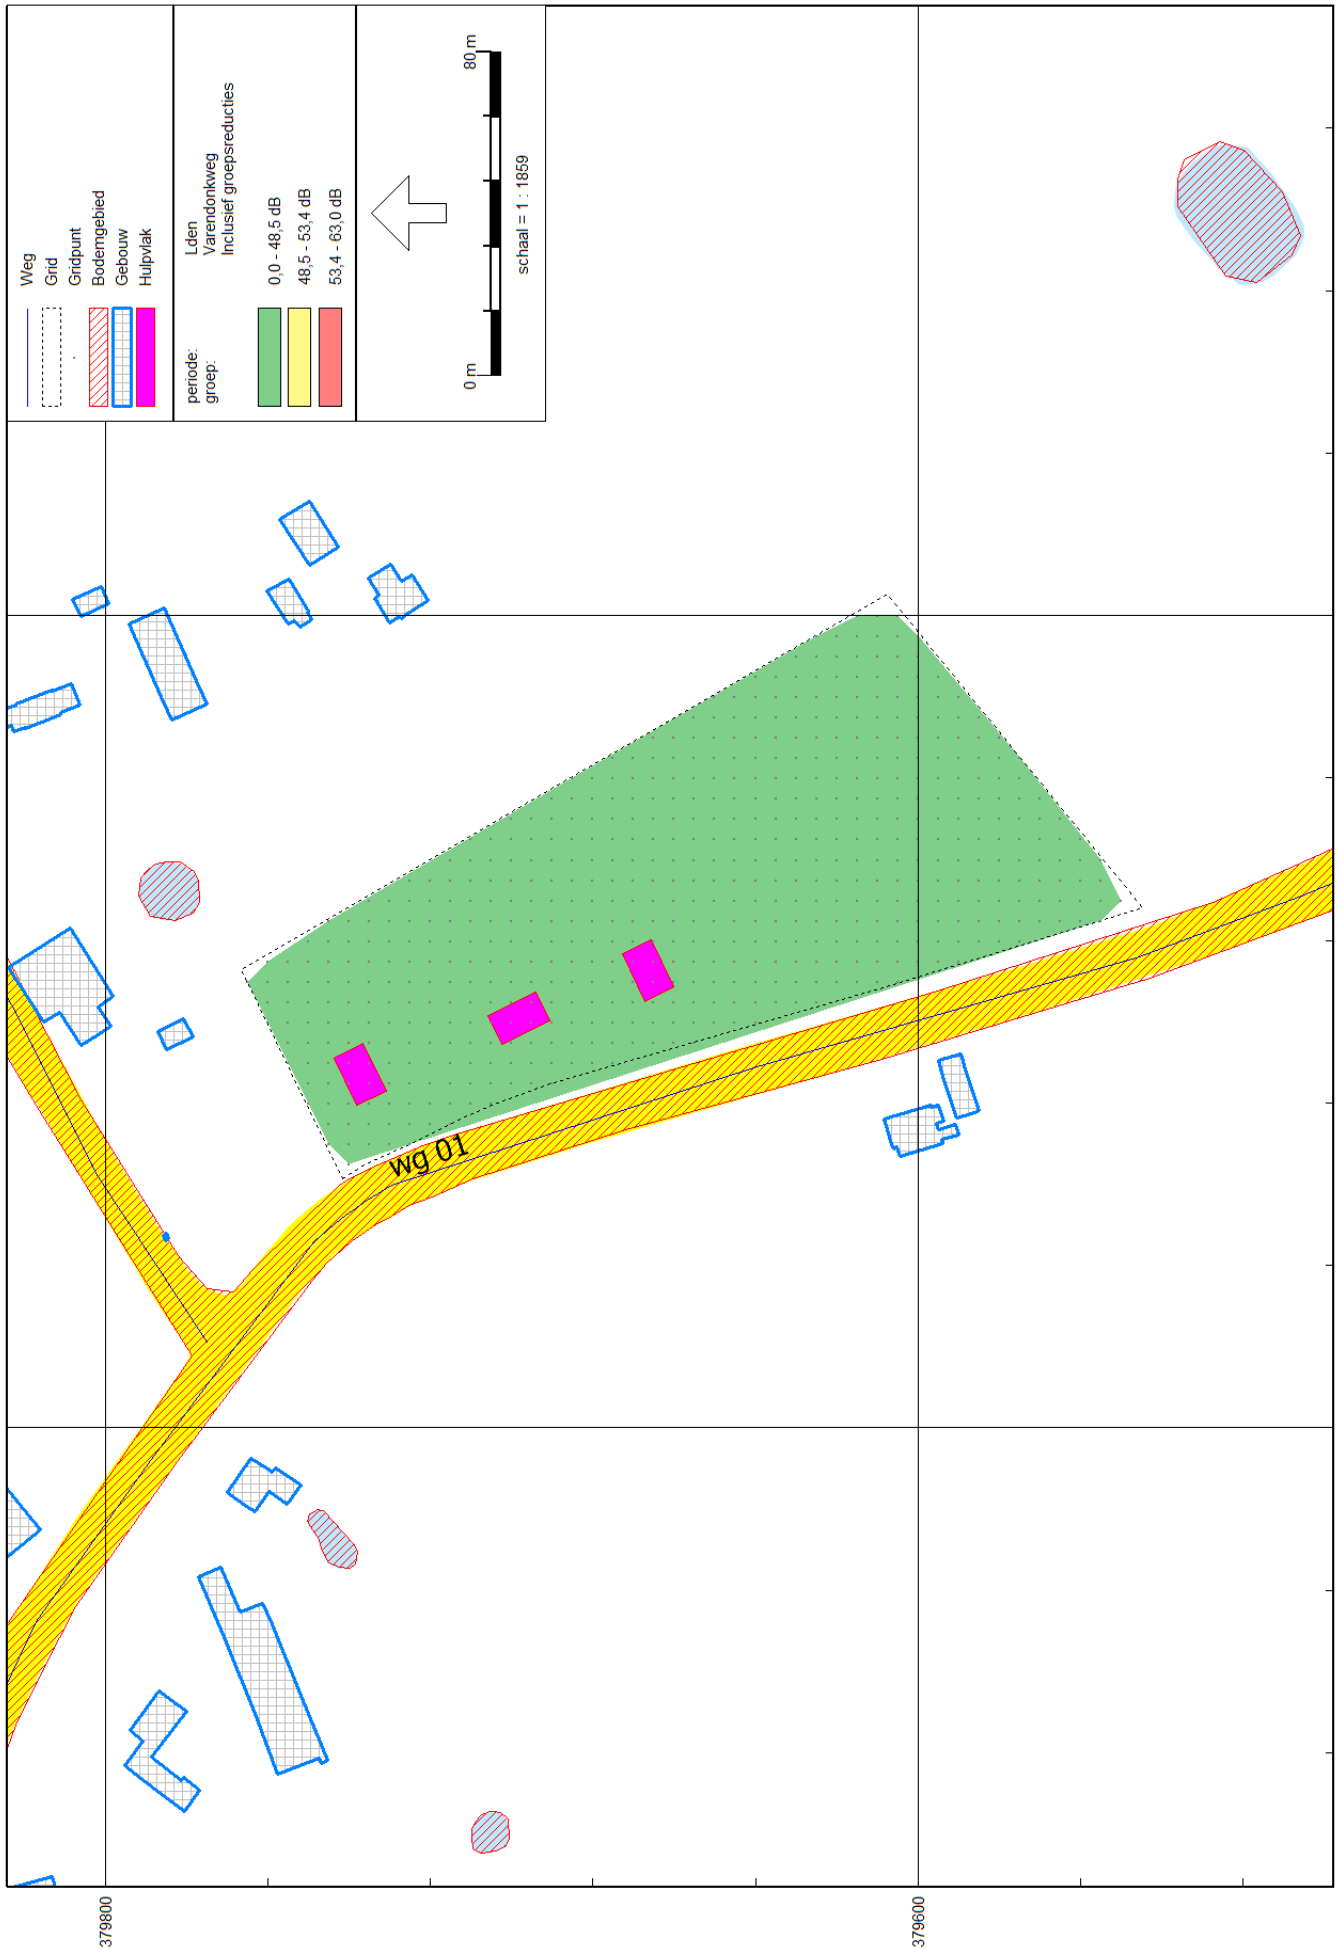 Weg
Grid
Gridpunt
Bodemgebied
Gebouw
Hulpvlak
periode: Lden
groep: Varendonkweg
Inclusief groepsreducties
0,0 - 48,5 dB
48,5 - 53,4 dB
53,4 - 63,0 dB
0 m 80 m
schaal = 1 : 1859
wg 01
379800
379600